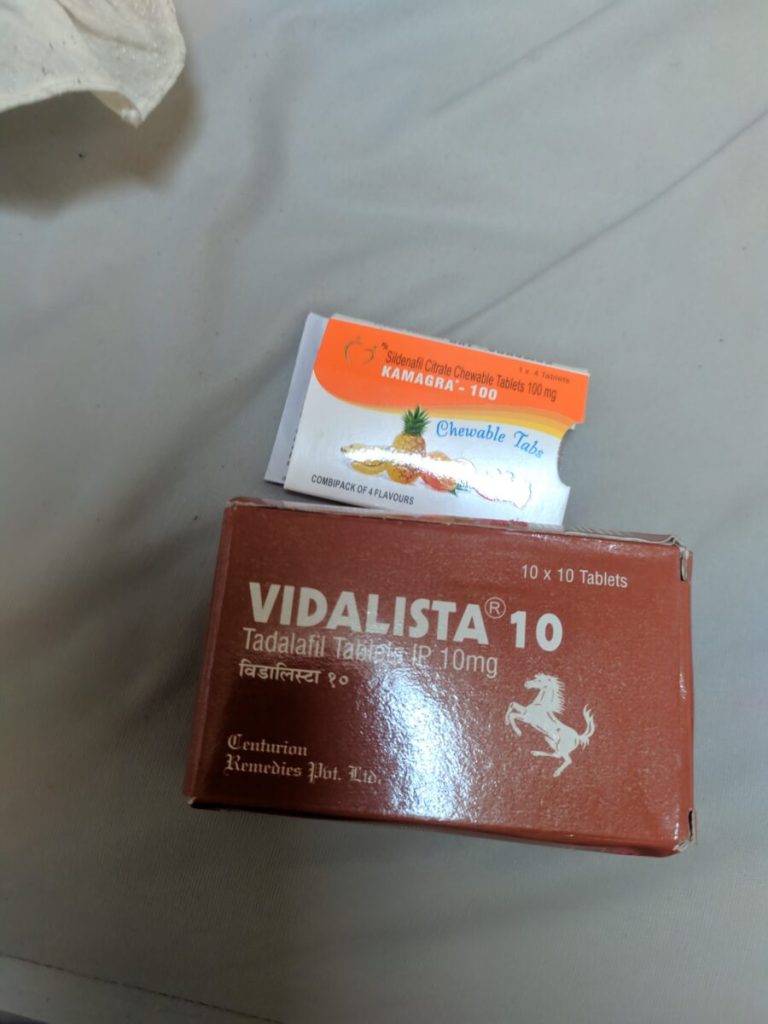 Sildenafil Citrate Chewable Tablets 100 mg
1 x 4 Tablets
KAMAGRA® - 100
Chewable Tabs
COMBIPACK OF 4 FLAVOURS
10 x 10 Tablets
VIDALISTA® 10
Tadalafil Tablets IP 10mg
विडालिस्टा १०
Centurion
Remedies Pvt. Ltd.